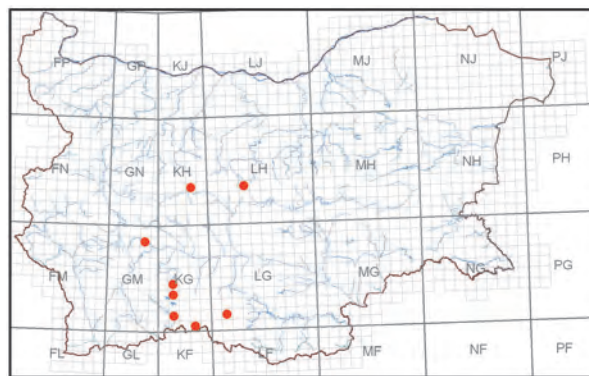 FP GP KJ LJ MJ NJ PJ
FN GN KH LH MH NH PH
FM GM KG LG MG NG PG
FL GL KF LF MF NF PF